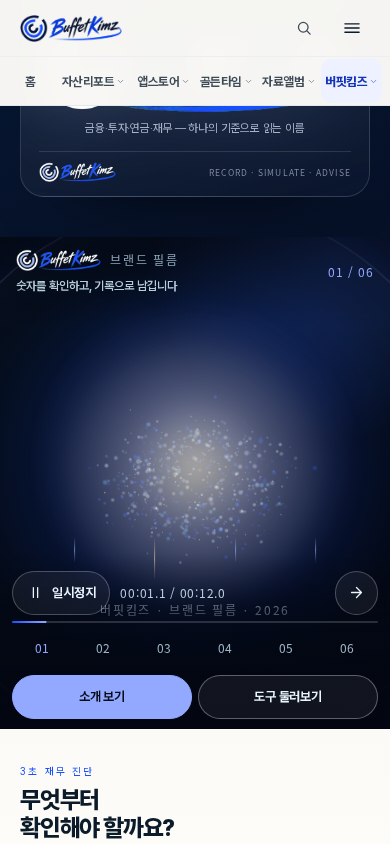 BuffetKimz
홈 자산리포트 앱스토어 골든타임 자료앨범 버핏킴즈
금융·투자·연금·재무 — 하나의 기준으로 읽는 이름
BuffetKimz RECORD · SIMULATE · ADVISE
BuffetKimz 브랜드 필름
01 / 06
숫자를 확인하고, 기록으로 남깁니다
일시정지 00:01.1 / 00:12.0
버핏킴즈 · 브랜드 필름 · 2026
01 02 03 04 05 06
소개 보기 도구 둘러보기
3초 재무 진단
무엇부터
확인해야 할까요?